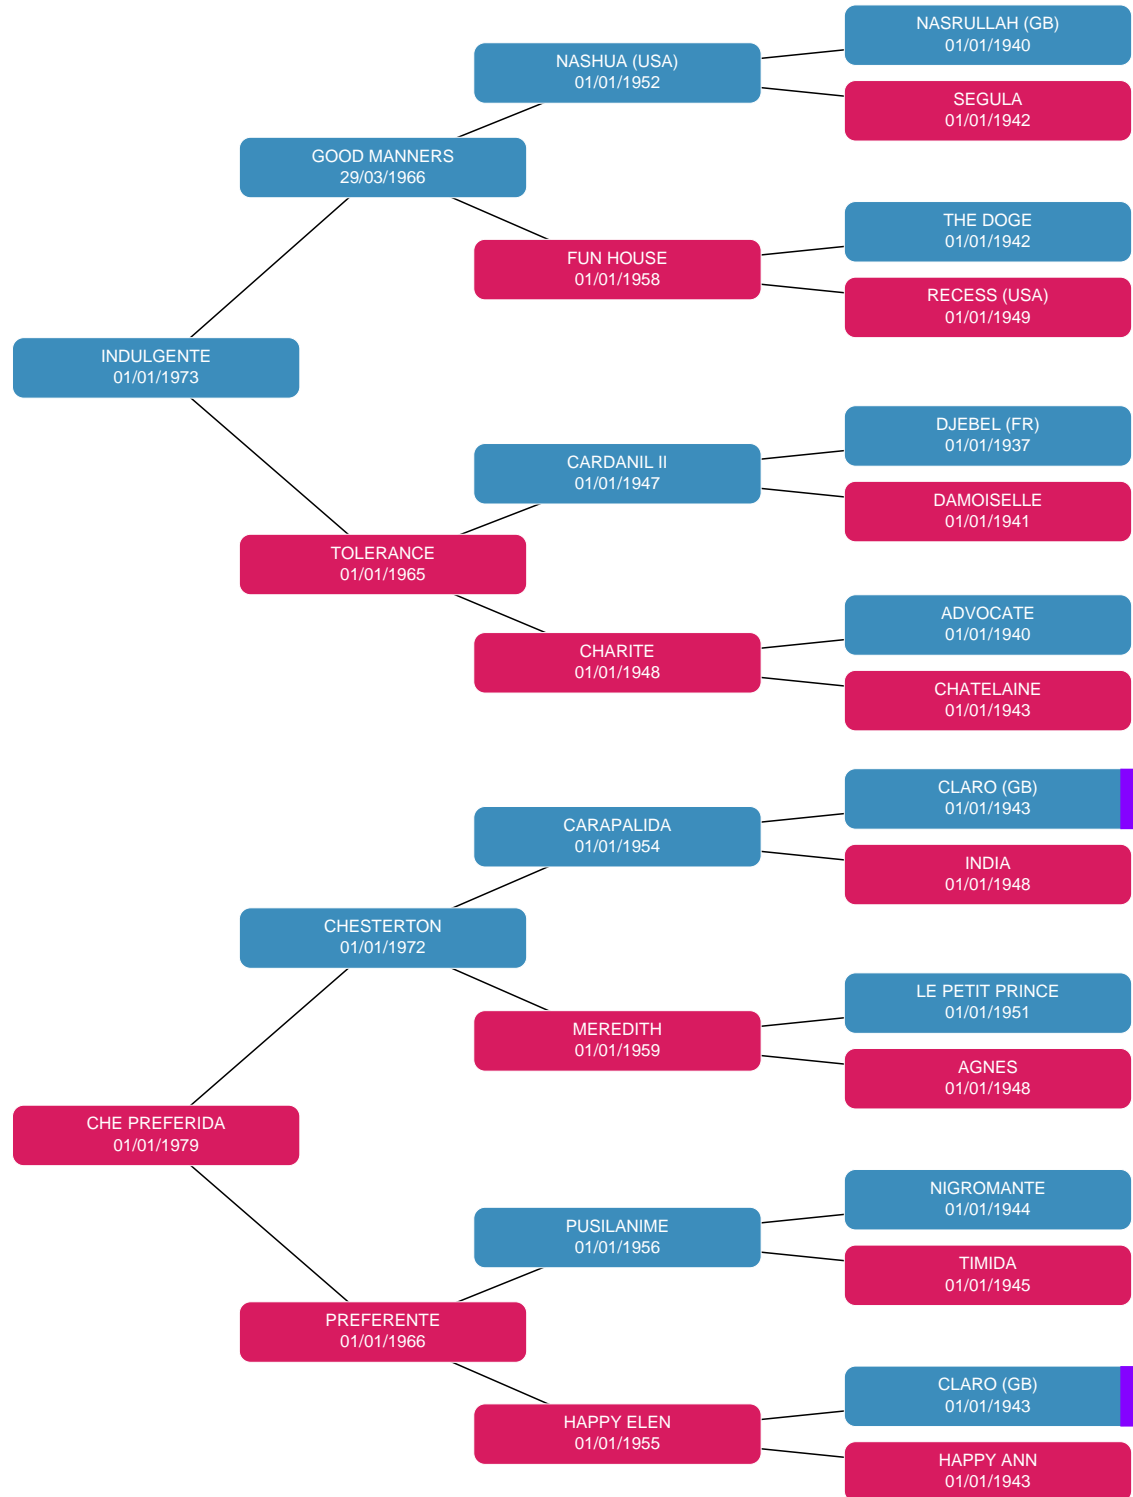 NASRULLAH (GB)
01/01/1940
NASHUA (USA)
01/01/1952
SEGULA
01/01/1942
GOOD MANNERS
29/03/1966
THE DOGE
01/01/1942
FUN HOUSE
01/01/1958
RECESS (USA)
01/01/1949
INDULGENTE
01/01/1973
DJEBEL (FR)
01/01/1937
CARDANIL II
01/01/1947
DAMOISELLE
01/01/1941
TOLERANCE
01/01/1965
ADVOCATE
01/01/1940
CHARITE
01/01/1948
CHATELAINE
01/01/1943
CLARO (GB)
01/01/1943
CARAPALIDA
01/01/1954
INDIA
01/01/1948
CHESTERTON
01/01/1972
LE PETIT PRINCE
01/01/1951
MEREDITH
01/01/1959
AGNES
01/01/1948
CHE PREFERIDA
01/01/1979
NIGROMANTE
01/01/1944
PUSILANIME
01/01/1956
TIMIDA
01/01/1945
PREFERENTE
01/01/1966
CLARO (GB)
01/01/1943
HAPPY ELEN
01/01/1955
HAPPY ANN
01/01/1943